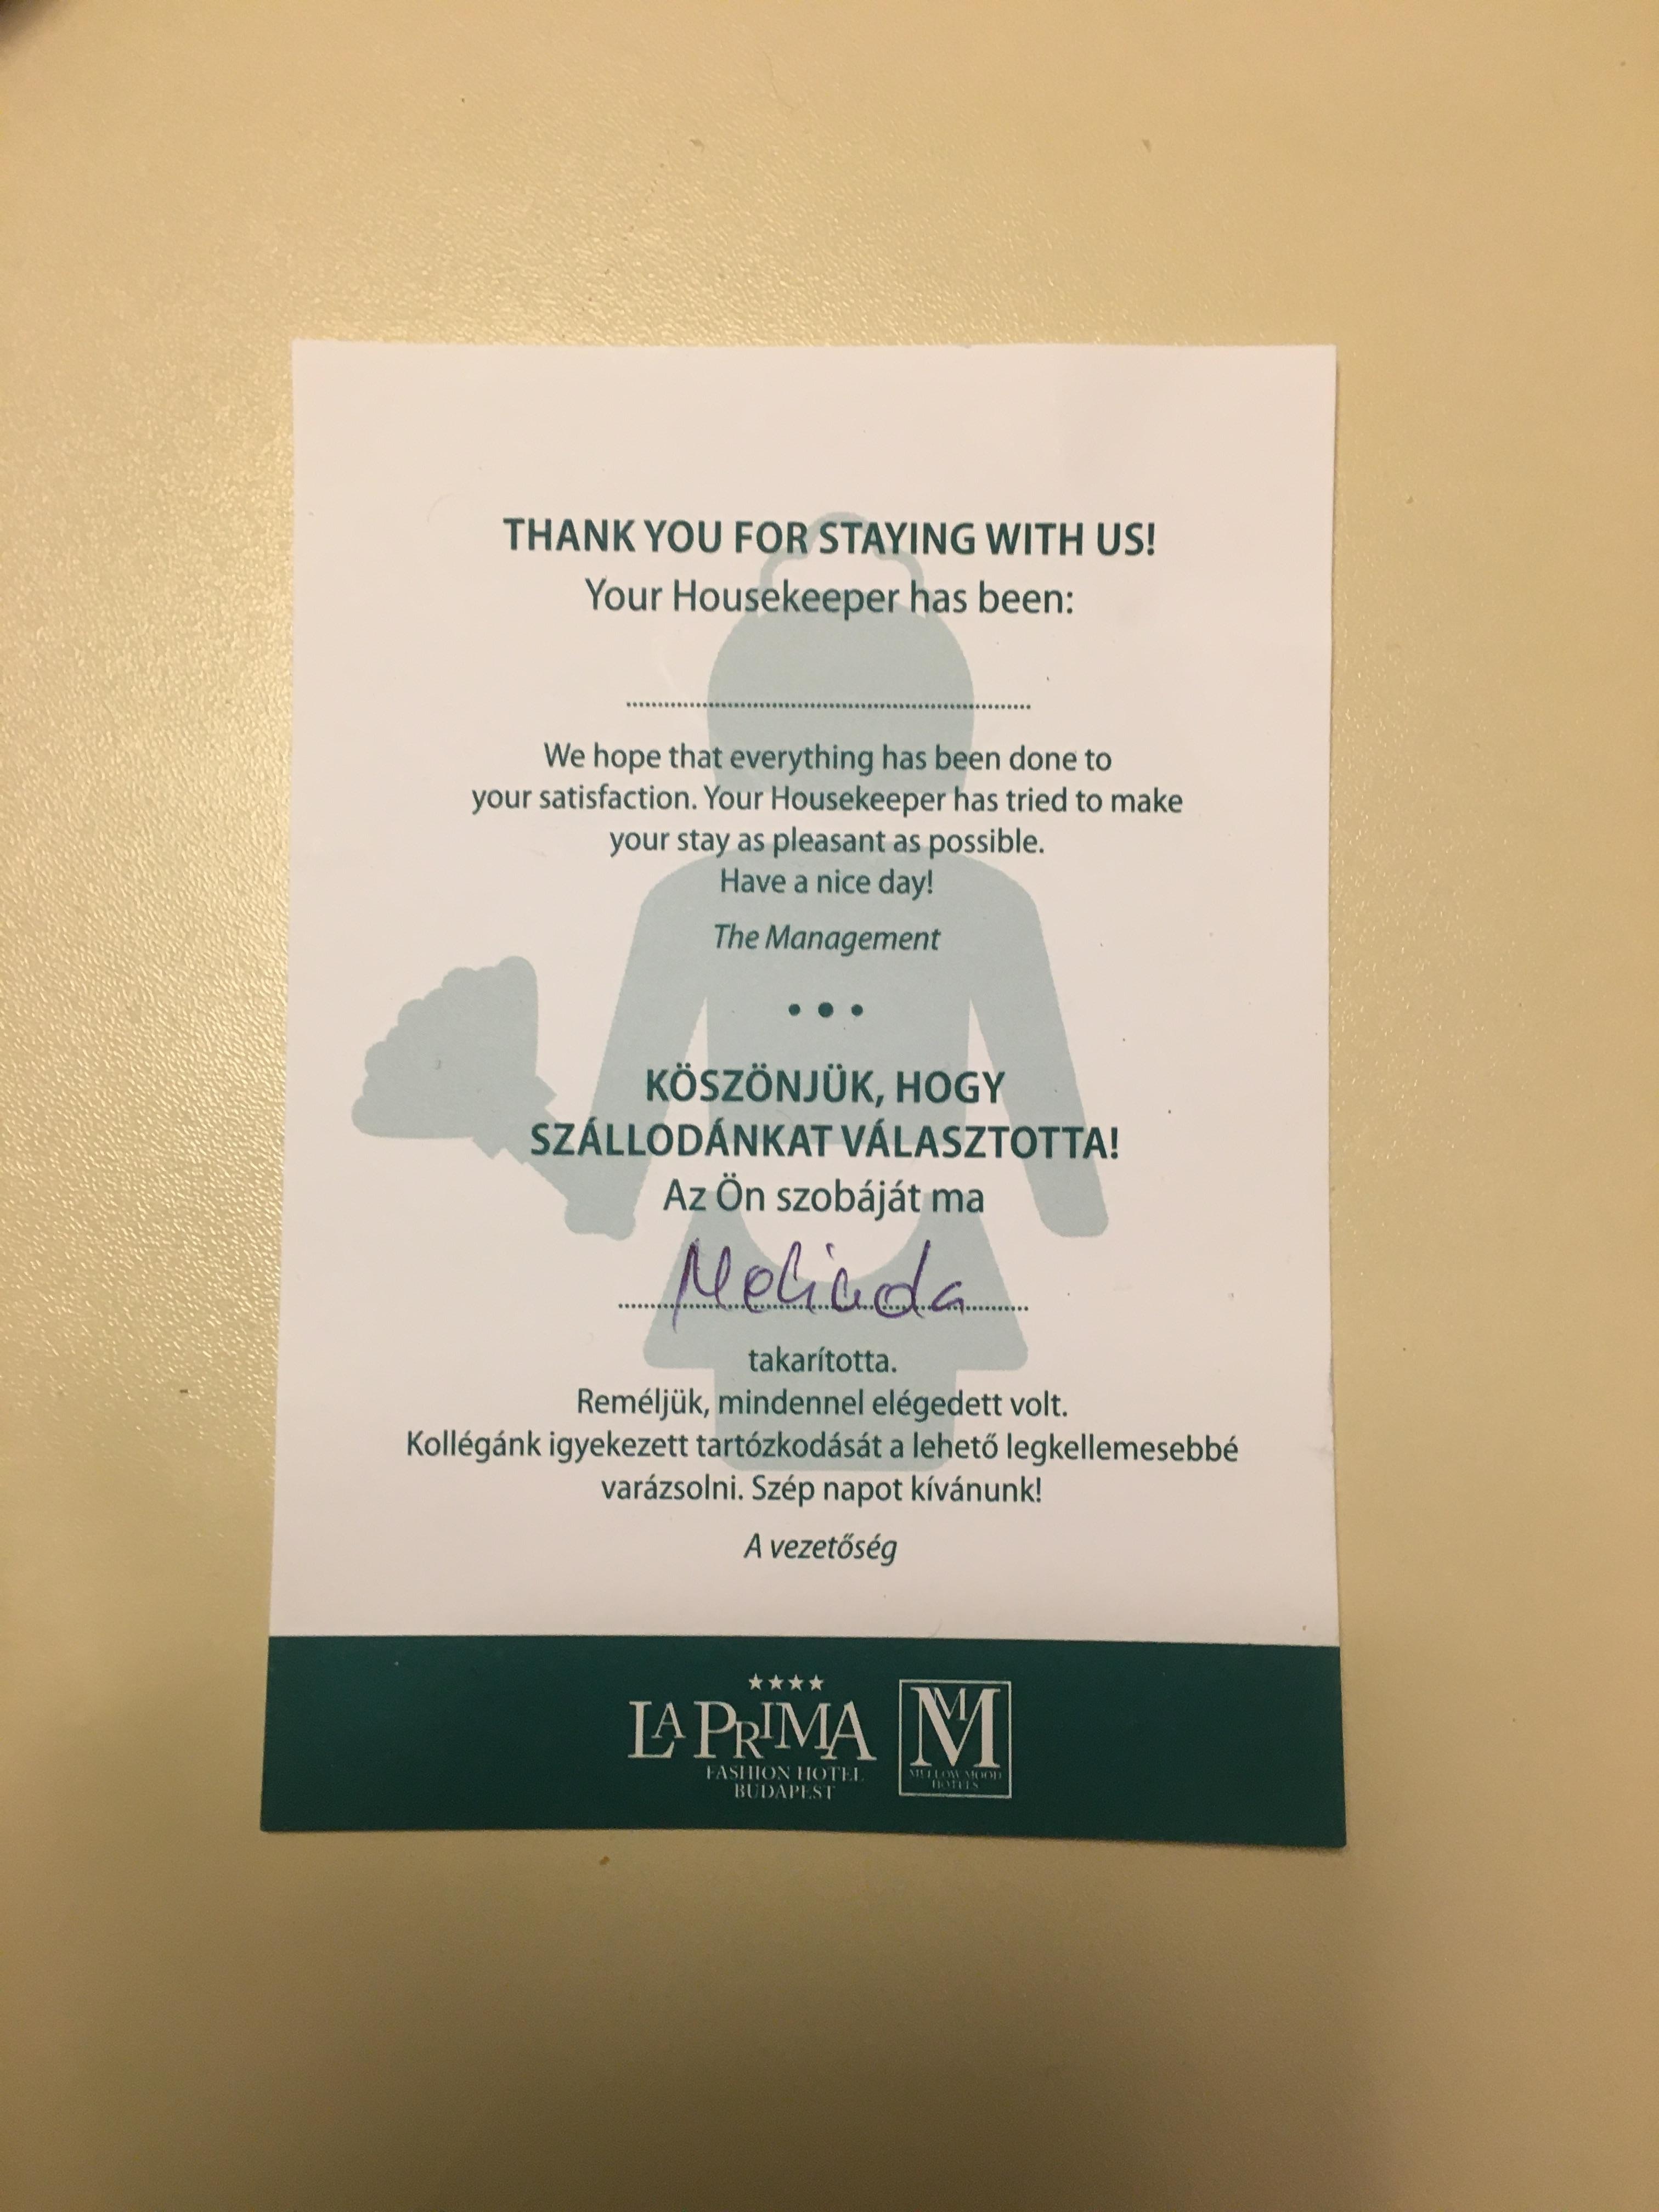 THANK YOU FOR STAYING WITH US!
Your Housekeeper has been:
We hope that everything has been done to
your satisfaction. Your Housekeeper has tried to make
your stay as pleasant as possible.
Have a nice day!
The Management
KÖSZÖNJÜK, HOGY
SZÁLLODÁNKAT VÁLASZTOTTA!
Az Ön szobáját ma
Melinda
takarította.
Reméljük, mindennel elégedett volt.
Kollégánk igyekezett tartózkodását a lehető legkellemesebbé
varázsolni. Szép napot kívánunk!
A vezetőség
LA PRIMA
FASHION HOTEL
BUDAPEST
MM
MELLOW MOOD
HOTELS